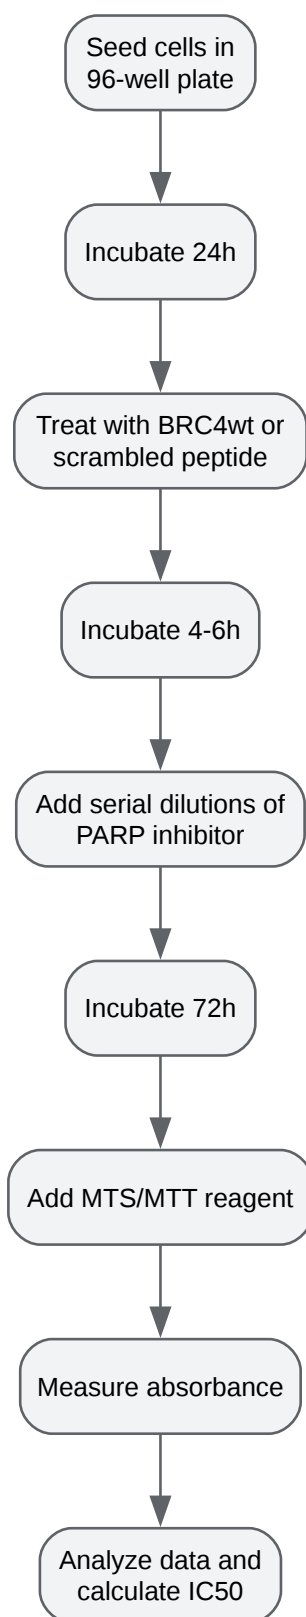 Seed cells in
96-well plate
Incubate 24h
Treat with BRC4wt or
scrambled peptide
Incubate 4-6h
Add serial dilutions of
PARP inhibitor
Incubate 72h
Add MTS/MTT reagent
Measure absorbance
Analyze data and
calculate IC50